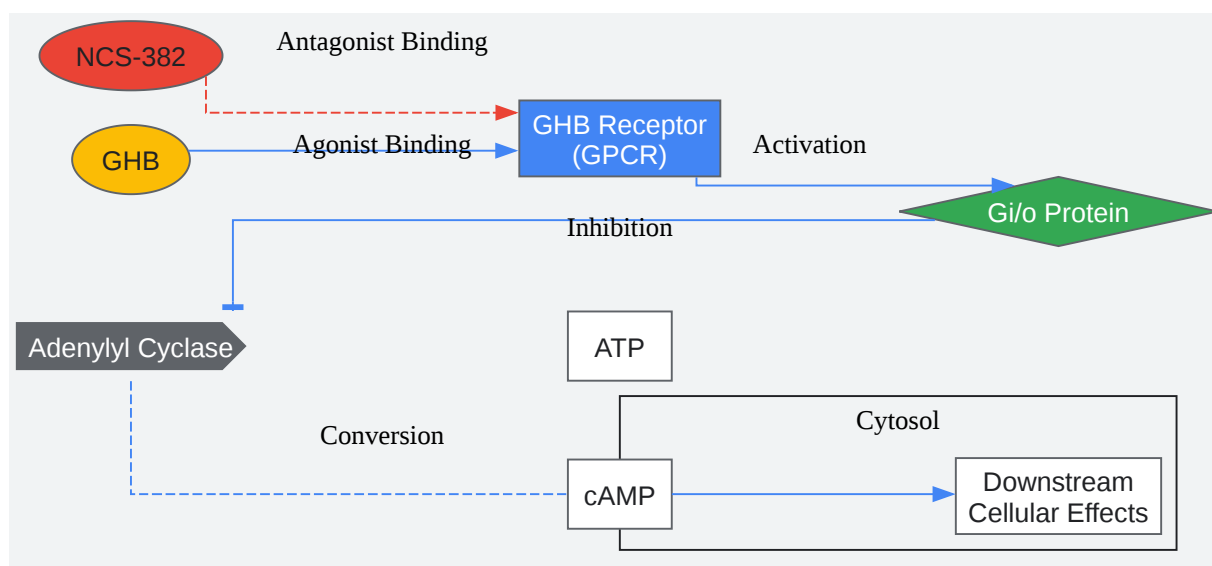 NCS-382
Antagonist Binding
GHB Receptor
(GPCR)
GHB
Agonist Binding
Activation
Gi/o Protein
Inhibition
Adenylyl Cyclase
ATP
Cytosol
Conversion
cAMP
Downstream
Cellular Effects